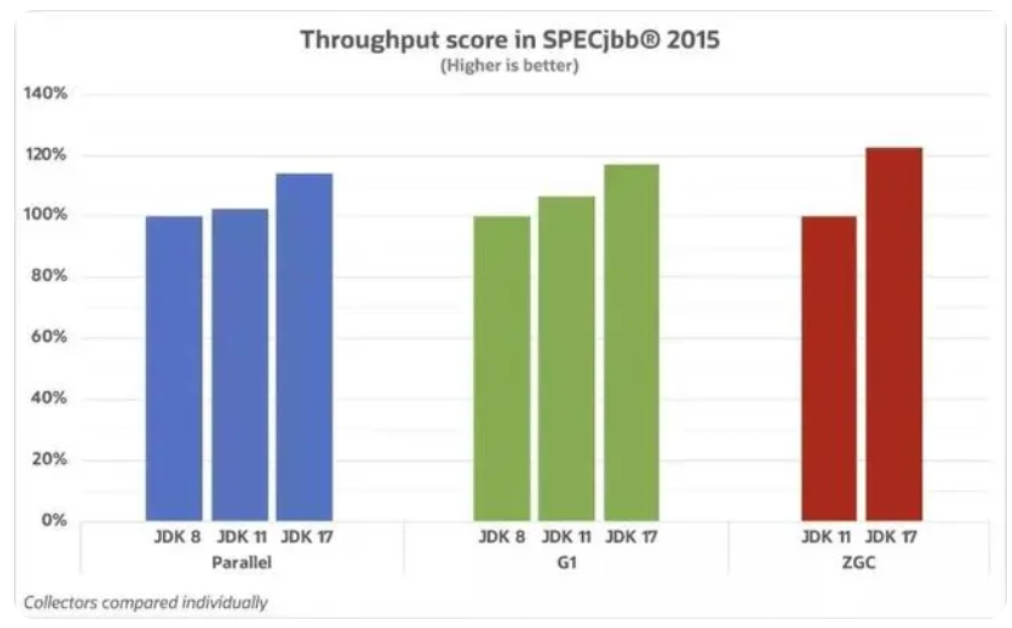 Throughput score in SPECjbb® 2015
(Higher is better)
140%
120%
100%
80%
60%
40%
20%
0%
JDK 8 JDK 11 JDK 17 JDK 8 JDK 11 JDK 17 JDK 11 JDK 17
Parallel G1 ZGC
Collectors compared individually